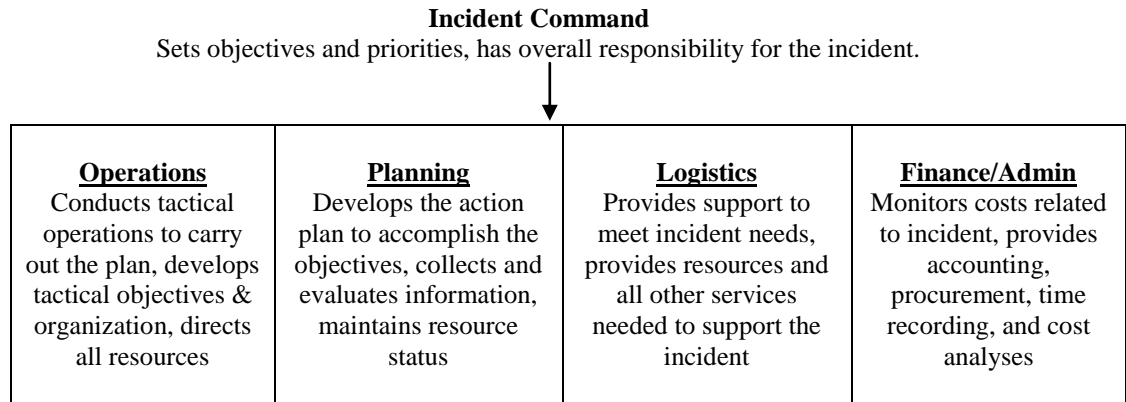 Incident Command
Sets objectives and priorities, has overall responsibility for the incident.
Operations
Conducts tactical
operations to carry
out the plan, develops
tactical objectives &
organization, directs
all resources
Planning
Develops the action
plan to accomplish the
objectives, collects and
evaluates information,
maintains resource
status
Logistics
Provides support to
meet incident needs,
provides resources and
all other services
needed to support the
incident
Finance/Admin
Monitors costs related
to incident, provides
accounting,
procurement, time
recording, and cost
analyses